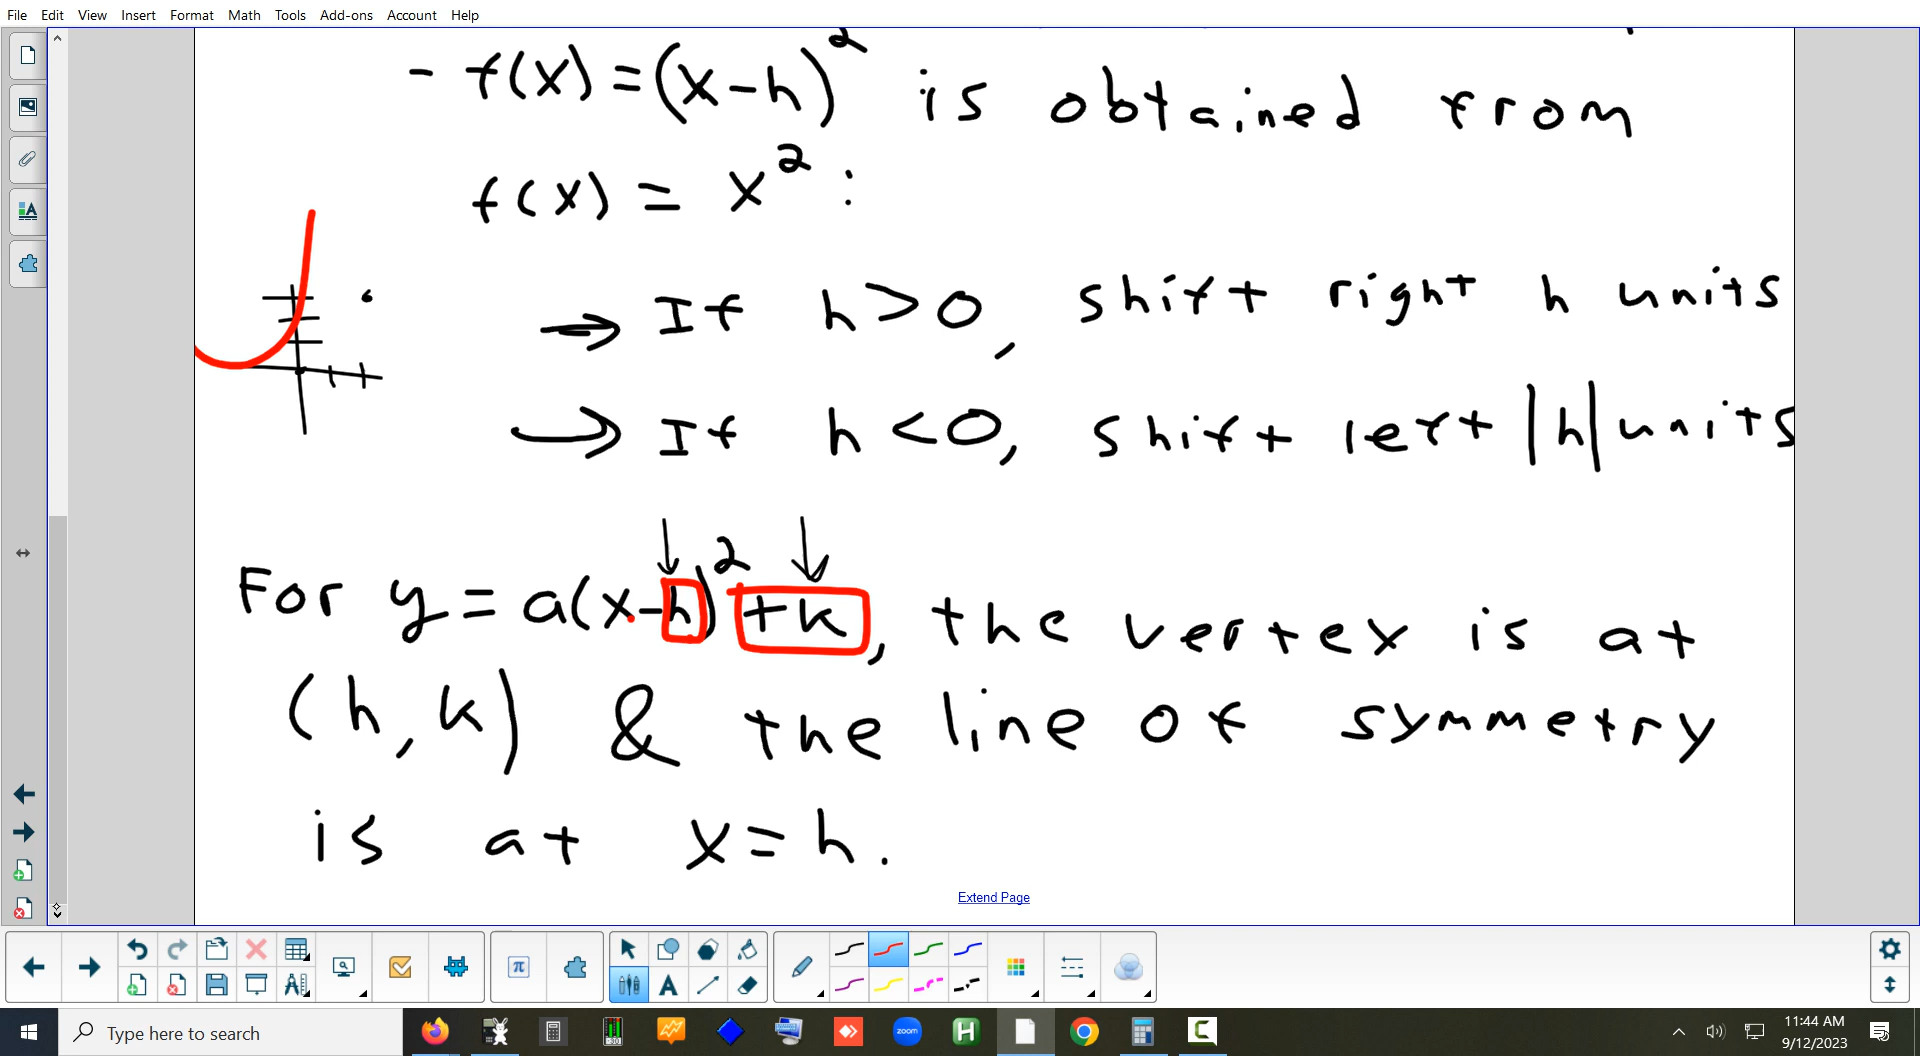 File Edit View Insert Format Math Tools Add-ons Account Help
- f(x) = (x-h)² is obtained from
f(x) = x² :
→ If h>0, shift right h units
→ If h<0, shift left |h| units
For y = a(x-h)² +k, the vertex is at
(h, k) & the line of symmetry
is at x=h.
Extend Page
π
A
Type here to search
zoom
H
C
11:44 AM
9/12/2023